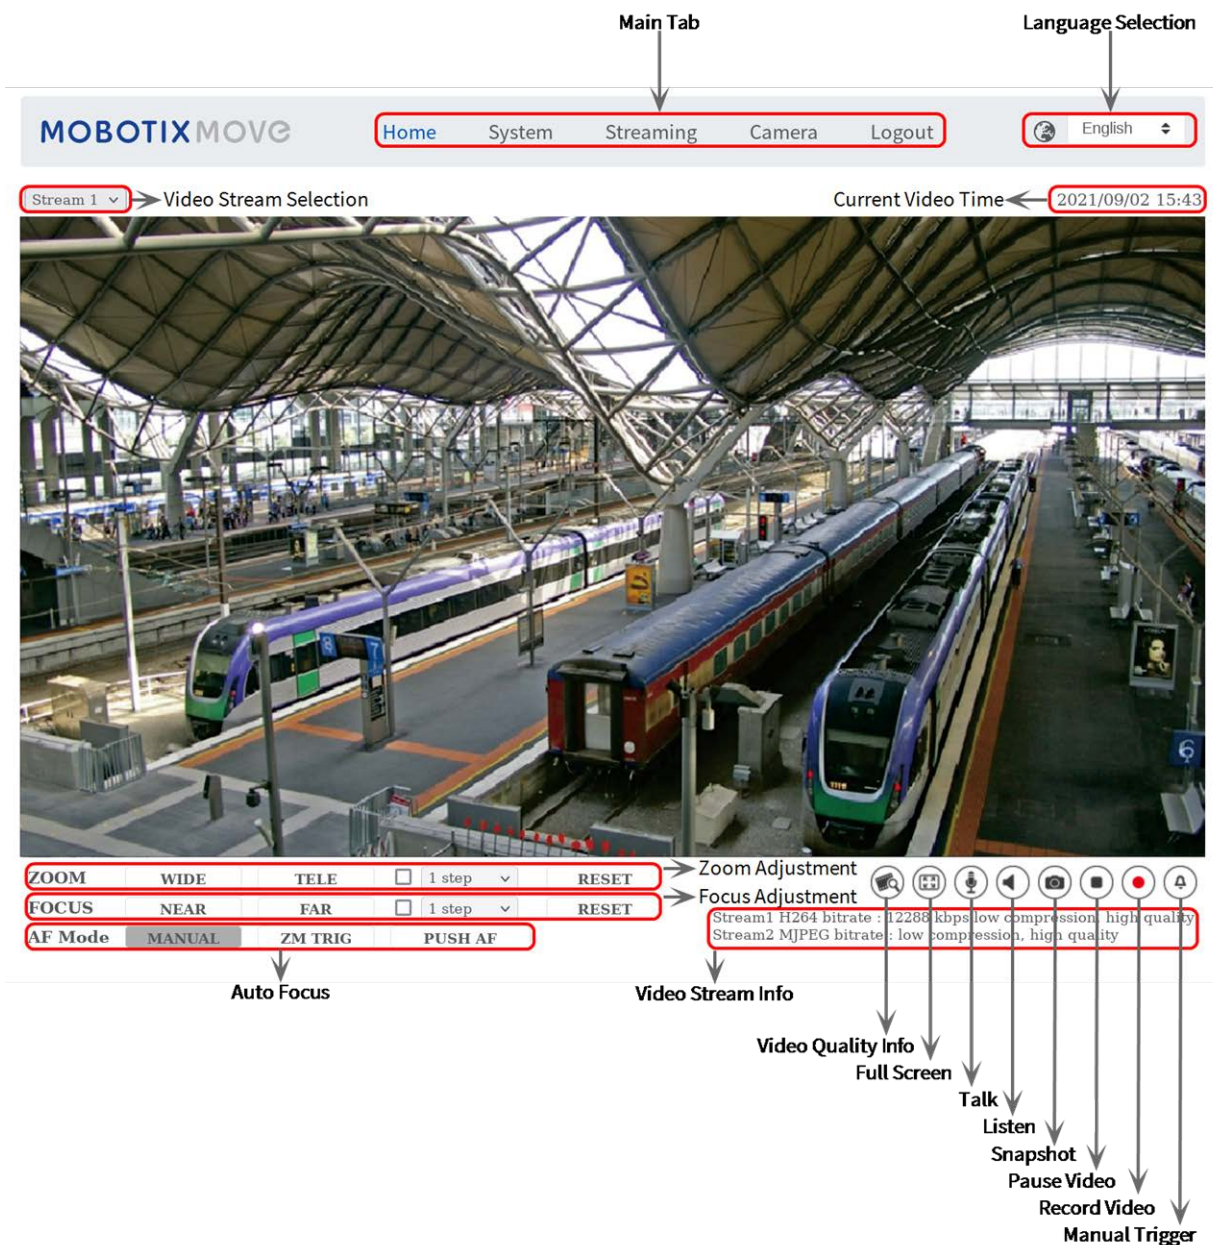 Main Tab
Language Selection
MOBOTIX MOVE
Home System Streaming Camera Logout
English
Stream 1
Video Stream Selection
Current Video Time
2021/09/02 15:43
8
7
1116
6
ZOOM WIDE TELE 1 step RESET
Zoom Adjustment
FOCUS NEAR FAR 1 step RESET
Focus Adjustment
AF Mode MANUAL ZM TRIG PUSH AF
Stream1 H264 bitrate : 12288 kbps low compression, high quality
Stream2 MJPEG bitrate : low compression, high quality
Auto Focus
Video Stream Info
Video Quality Info
Full Screen
Talk
Listen
Snapshot
Pause Video
Record Video
Manual Trigger